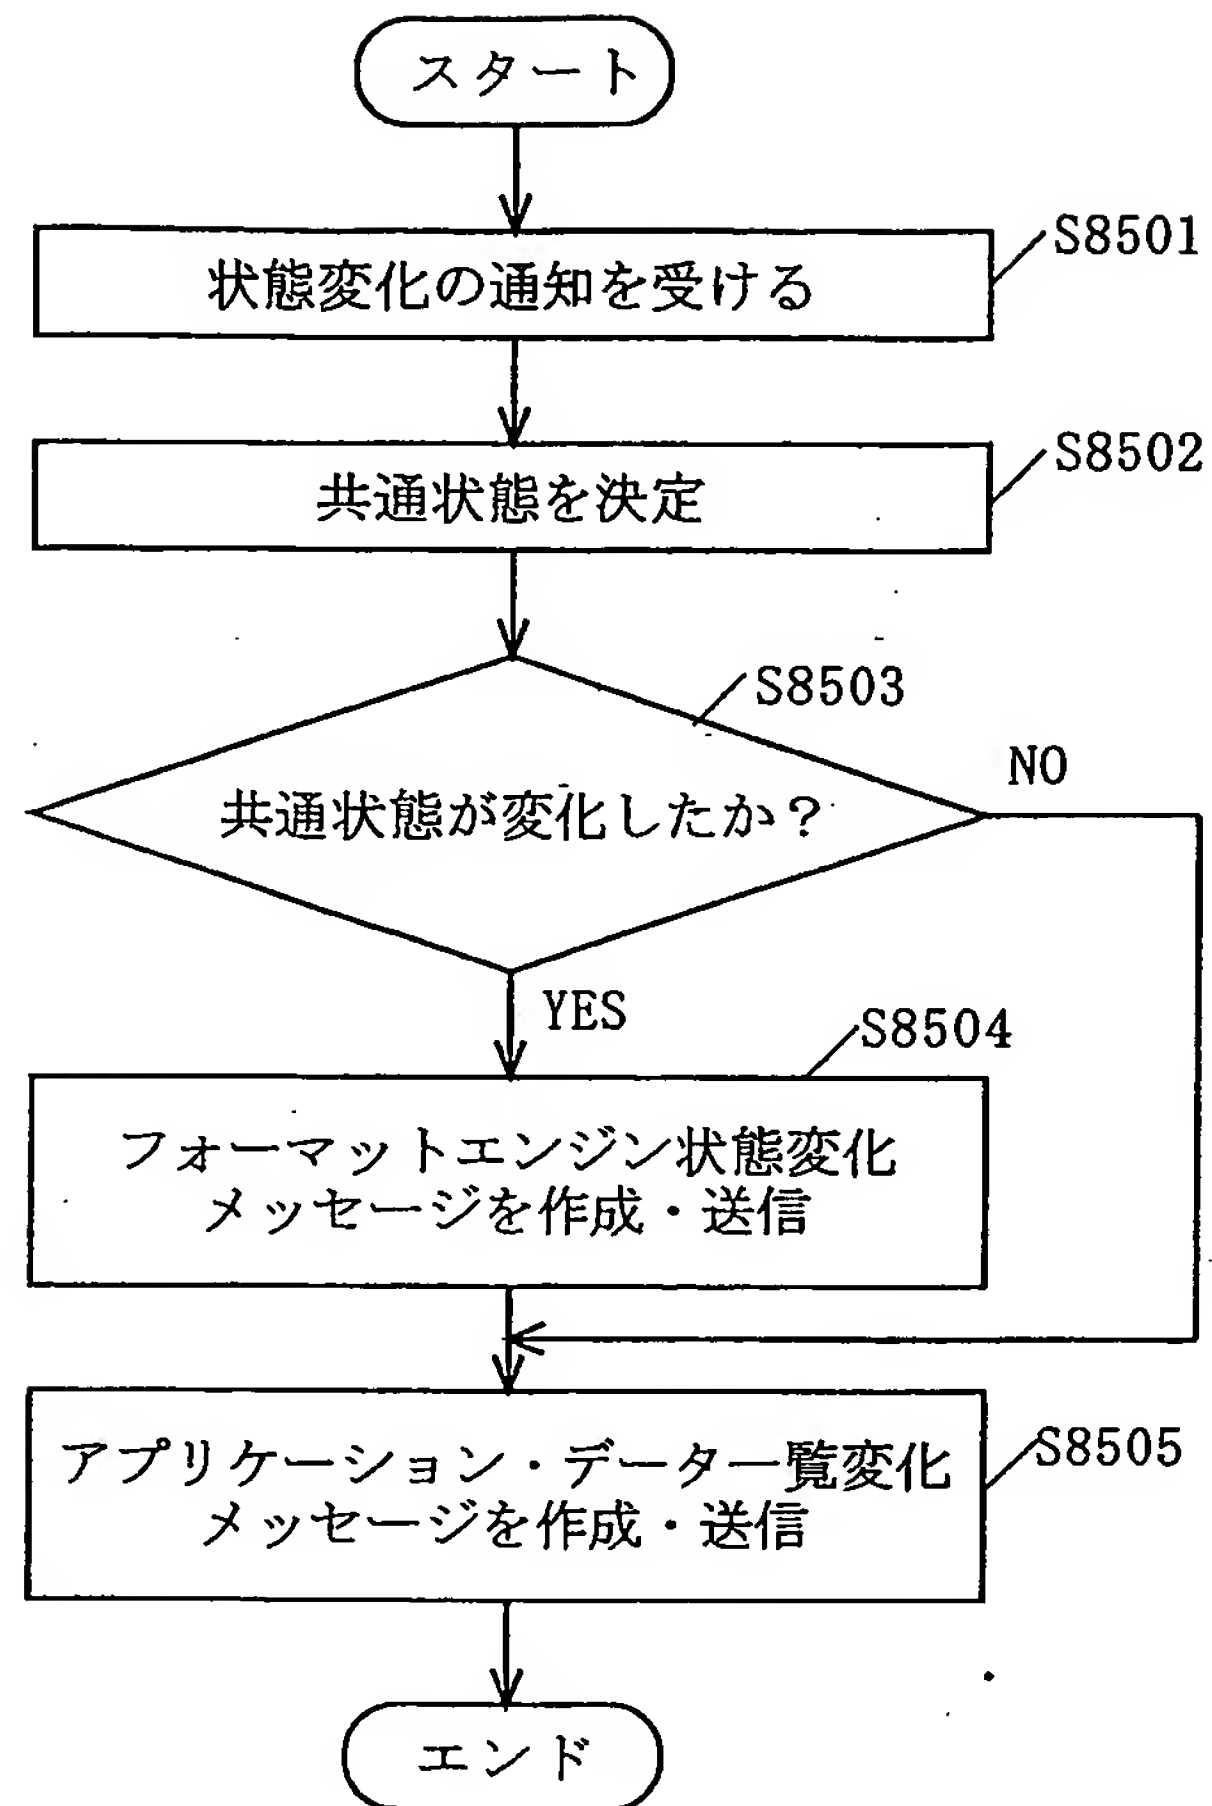 スタート
状態変化の通知を受ける
S8501
共通状態を決定
S8502
S8503
共通状態が変化したか?
NO
YES
S8504
フォーマットエンジン状態変化
メッセージを作成・送信
アプリケーション・データ一覧変化
メッセージを作成・送信
S8505
エンド